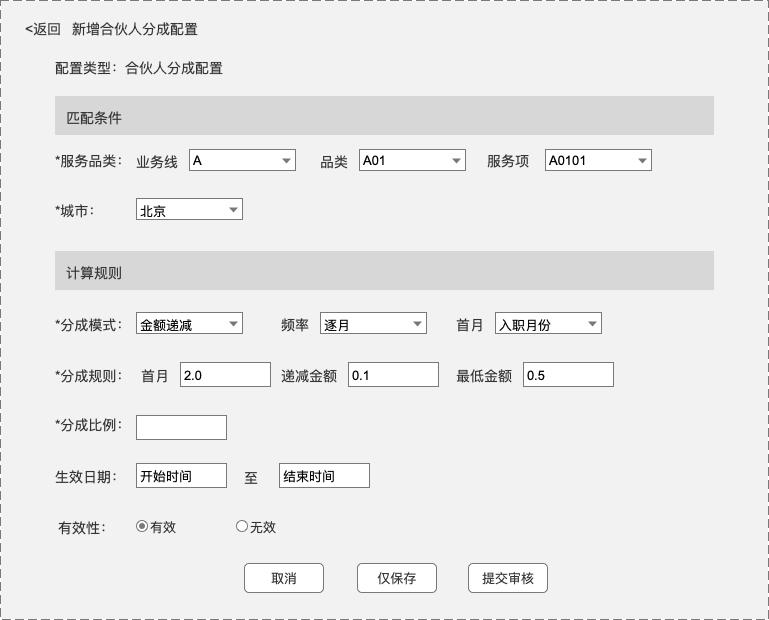 <返回 新增合伙人分成配置
配置类型：合伙人分成配置
匹配条件
*服务品类： 业务线 A 品类 A01 服务项 A0101
*城市： 北京
计算规则
*分成模式： 金额递减 频率 逐月 首月 入职月份
*分成规则： 首月 2.0 递减金额 0.1 最低金额 0.5
*分成比例：
生效日期： 开始时间 至 结束时间
有效性： 有效 无效
取消 仅保存 提交审核